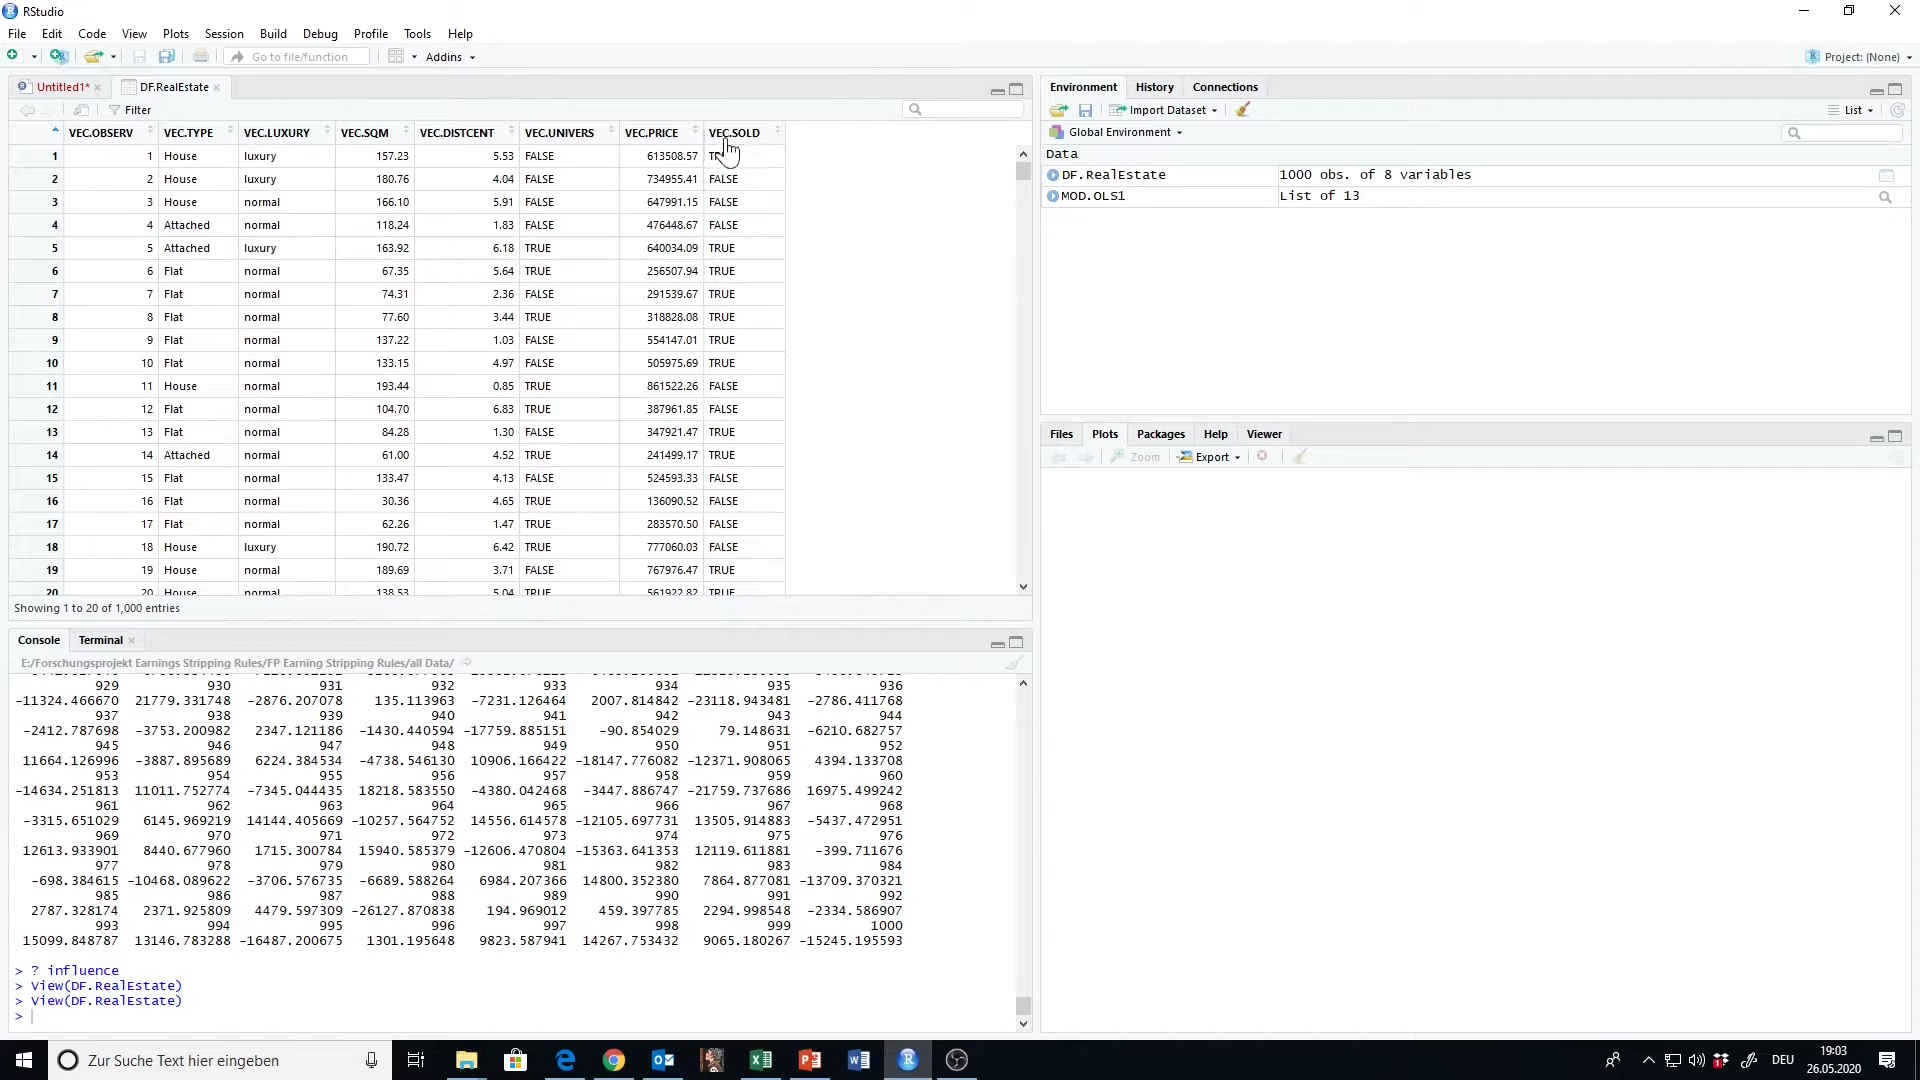 RStudio
File Edit Code View Plots Session Build Debug Profile Tools Help
Go to file/function Addins Project: (None)
Untitled1* DF.RealEstate
Filter
VEC.OBSERV VEC.TYPE VEC.LUXURY VEC.SQM VEC.DISTCENT VEC.UNIVERS VEC.PRICE VEC.SOLD
1 1 House luxury 157.23 5.53 FALSE 613508.57
2 2 House luxury 180.76 4.04 FALSE 734955.41 FALSE
3 3 House normal 166.10 5.91 FALSE 647991.15 FALSE
4 4 Attached normal 118.24 1.83 FALSE 476448.67 FALSE
5 5 Attached luxury 163.92 6.18 TRUE 640034.09 TRUE
6 6 Flat normal 67.35 5.64 TRUE 256507.94 TRUE
7 7 Flat normal 74.31 2.36 FALSE 291539.67 TRUE
8 8 Flat normal 77.60 3.44 TRUE 318828.08 TRUE
9 9 Flat normal 137.22 1.03 FALSE 554147.01 TRUE
10 10 Flat normal 133.15 4.97 FALSE 505975.69 TRUE
11 11 House normal 193.44 0.85 TRUE 861522.26 FALSE
12 12 Flat normal 104.70 6.83 TRUE 387961.85 FALSE
13 13 Flat normal 84.28 1.30 FALSE 347921.47 TRUE
14 14 Attached normal 61.00 4.52 TRUE 241499.17 TRUE
15 15 Flat normal 133.47 4.13 FALSE 524593.33 FALSE
16 16 Flat normal 30.36 4.65 TRUE 136090.52 FALSE
17 17 Flat normal 62.26 1.47 TRUE 283570.50 FALSE
18 18 House luxury 190.72 6.42 TRUE 777060.03 FALSE
19 19 House normal 189.69 3.71 FALSE 767976.47 TRUE
20 20 House normal 138.53 5.04 TRUE 561922.82 TRUE
Showing 1 to 20 of 1,000 entries
Console Terminal
E:/Forschungsprojekt Earnings Stripping Rules/FP Earning Stripping Rules/all Data/
929 930 931 932 933 934 935 936
-11324.466670 21779.331748 -2876.207078 135.113963 -7231.126464 2007.814842 -23118.943481 -2786.411768
937 938 939 940 941 942 943 944
-2412.787698 -3753.200982 2347.121186 -1430.440594 -17759.885151 -90.854029 79.148631 -6210.682757
945 946 947 948 949 950 951 952
11664.126996 -3887.895689 6224.384534 -4738.546130 10906.166422 -18147.776082 -12371.908065 4394.133708
953 954 955 956 957 958 959 960
-14634.251813 11011.752774 -7345.044435 18218.583550 -4380.042468 -3447.886747 -21759.737686 16975.499242
961 962 963 964 965 966 967 968
-3315.651029 6145.969219 14144.405669 -10257.564752 14556.614578 -12105.697731 13505.914883 -5437.472951
969 970 971 972 973 974 975 976
12613.933901 8440.677960 1715.300784 15940.585379 -12606.470804 -15363.641353 12119.611881 -399.711676
977 978 979 980 981 982 983 984
-698.384615 -10468.089622 -3706.576735 -6689.588264 6984.207366 14800.352380 7864.877081 -13709.370321
985 986 987 988 989 990 991 992
2787.328174 2371.925809 4479.597309 -26127.870838 194.969012 459.397785 2294.998548 -2334.586907
993 994 995 996 997 998 999 1000
15099.848787 13146.783288 -16487.200675 1301.195648 9823.587941 14267.753432 9065.180267 -15245.195593
> ? influence
> View(DF.RealEstate)
> View(DF.RealEstate)
>
Environment History Connections
Import Dataset List
Global Environment
Data
DF.RealEstate 1000 obs. of 8 variables
MOD.OLS1 List of 13
Files Plots Packages Help Viewer
Zoom Export
Zur Suche Text hier eingeben
DEU
19:03
26.05.2020